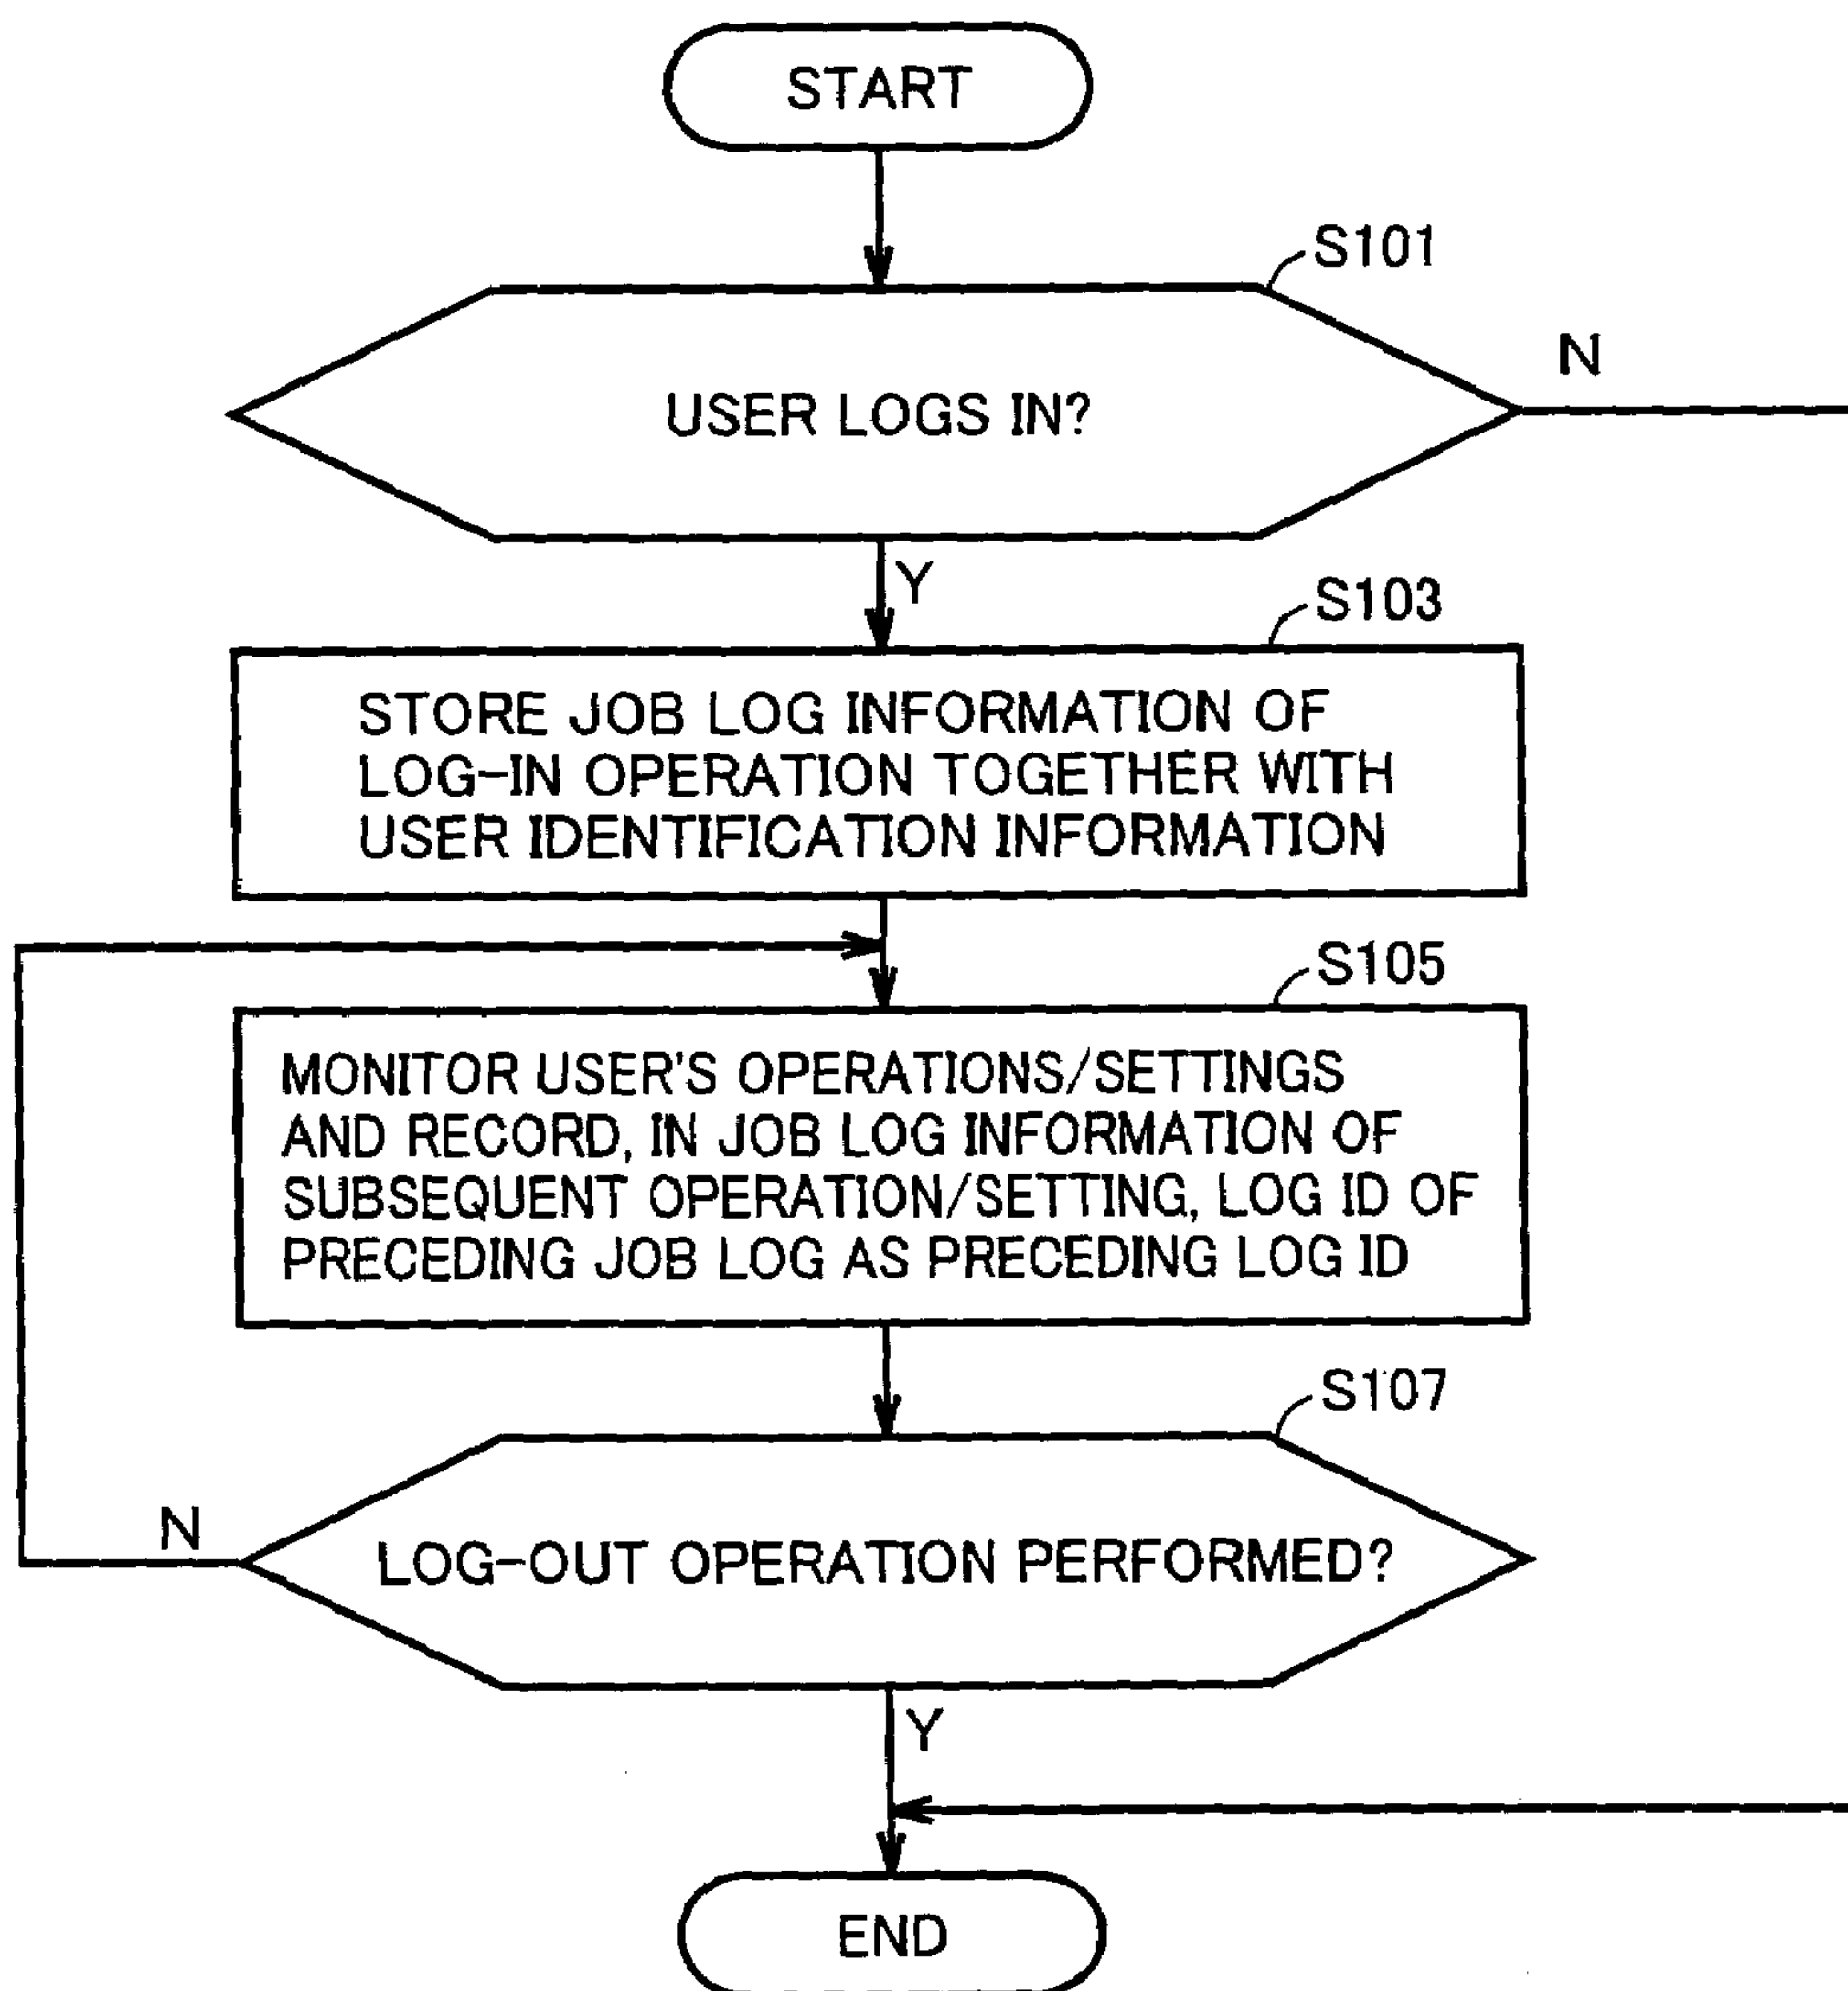 START
S101
USER LOGS IN?
N
Y
S103
STORE JOB LOG INFORMATION OF
LOG-IN OPERATION TOGETHER WITH
USER IDENTIFICATION INFORMATION
S105
MONITOR USER'S OPERATIONS/SETTINGS
AND RECORD, IN JOB LOG INFORMATION OF
SUBSEQUENT OPERATION/SETTING, LOG ID OF
PRECEDING JOB LOG AS PRECEDING LOG ID
S107
N
LOG-OUT OPERATION PERFORMED?
Y
END